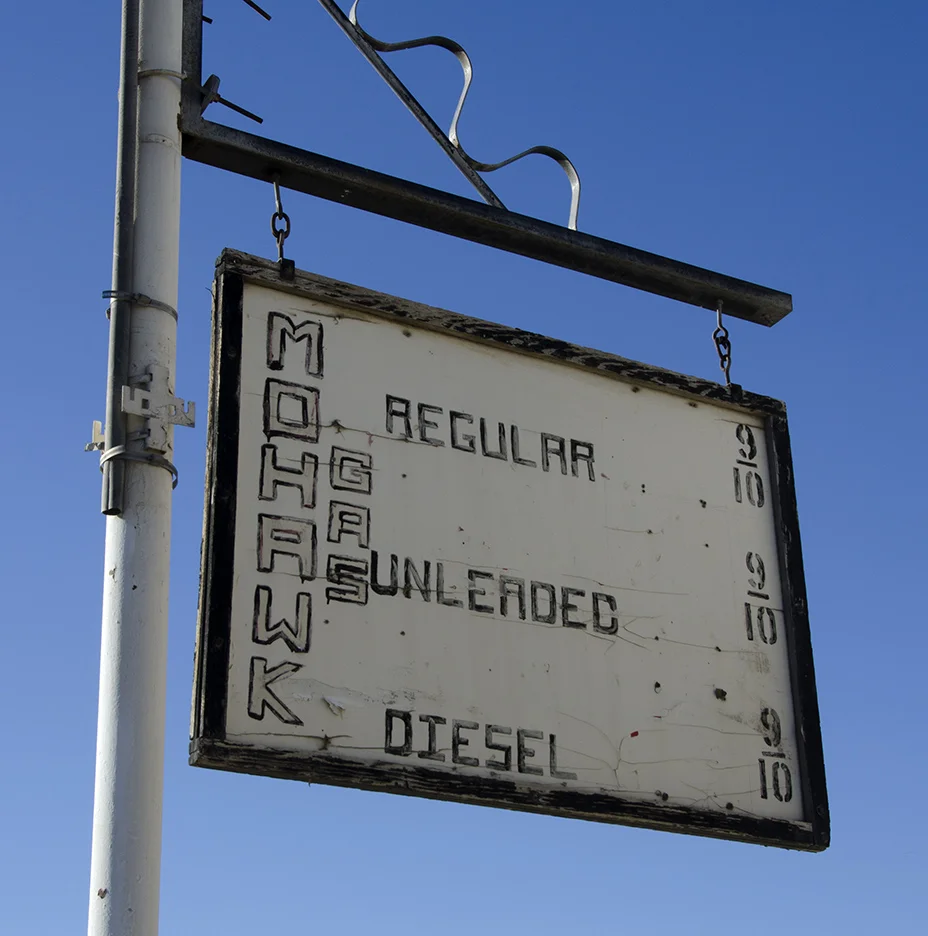 MOHAWK
GAS
REGULAR 9/10
UNLEADED 9/10
DIESEL 9/10